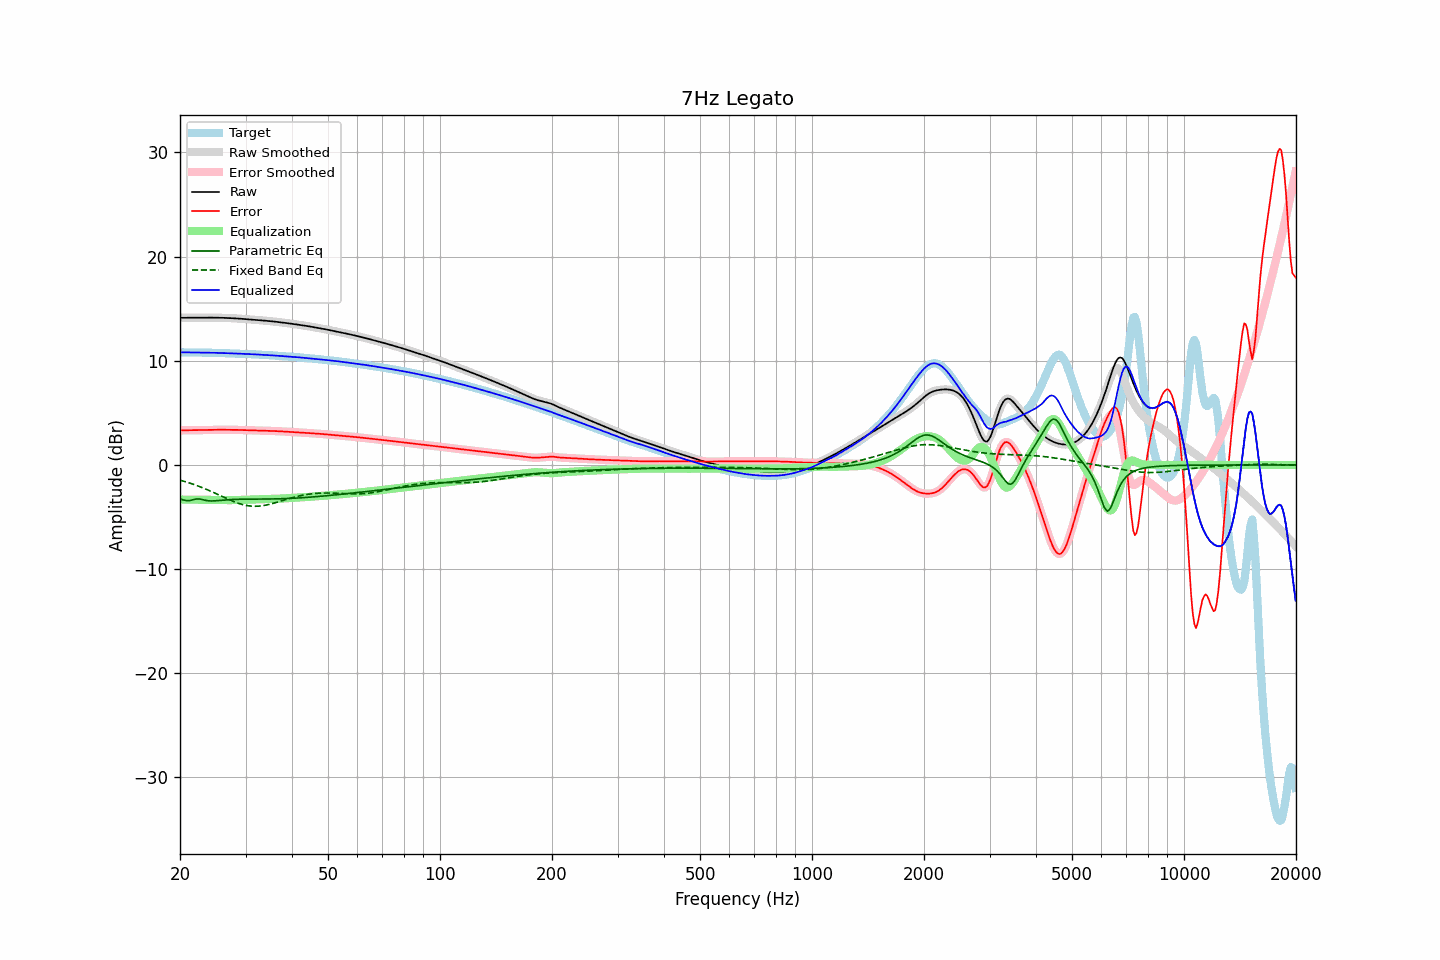 7Hz Legato
Target
Raw Smoothed
Error Smoothed
Raw
Error
Equalization
Parametric Eq
Fixed Band Eq
Equalized
30
20
10
0
−10
−20
−30
Amplitude (dBr)
20 50 100 200 500 1000 2000 5000 10000 20000
Frequency (Hz)